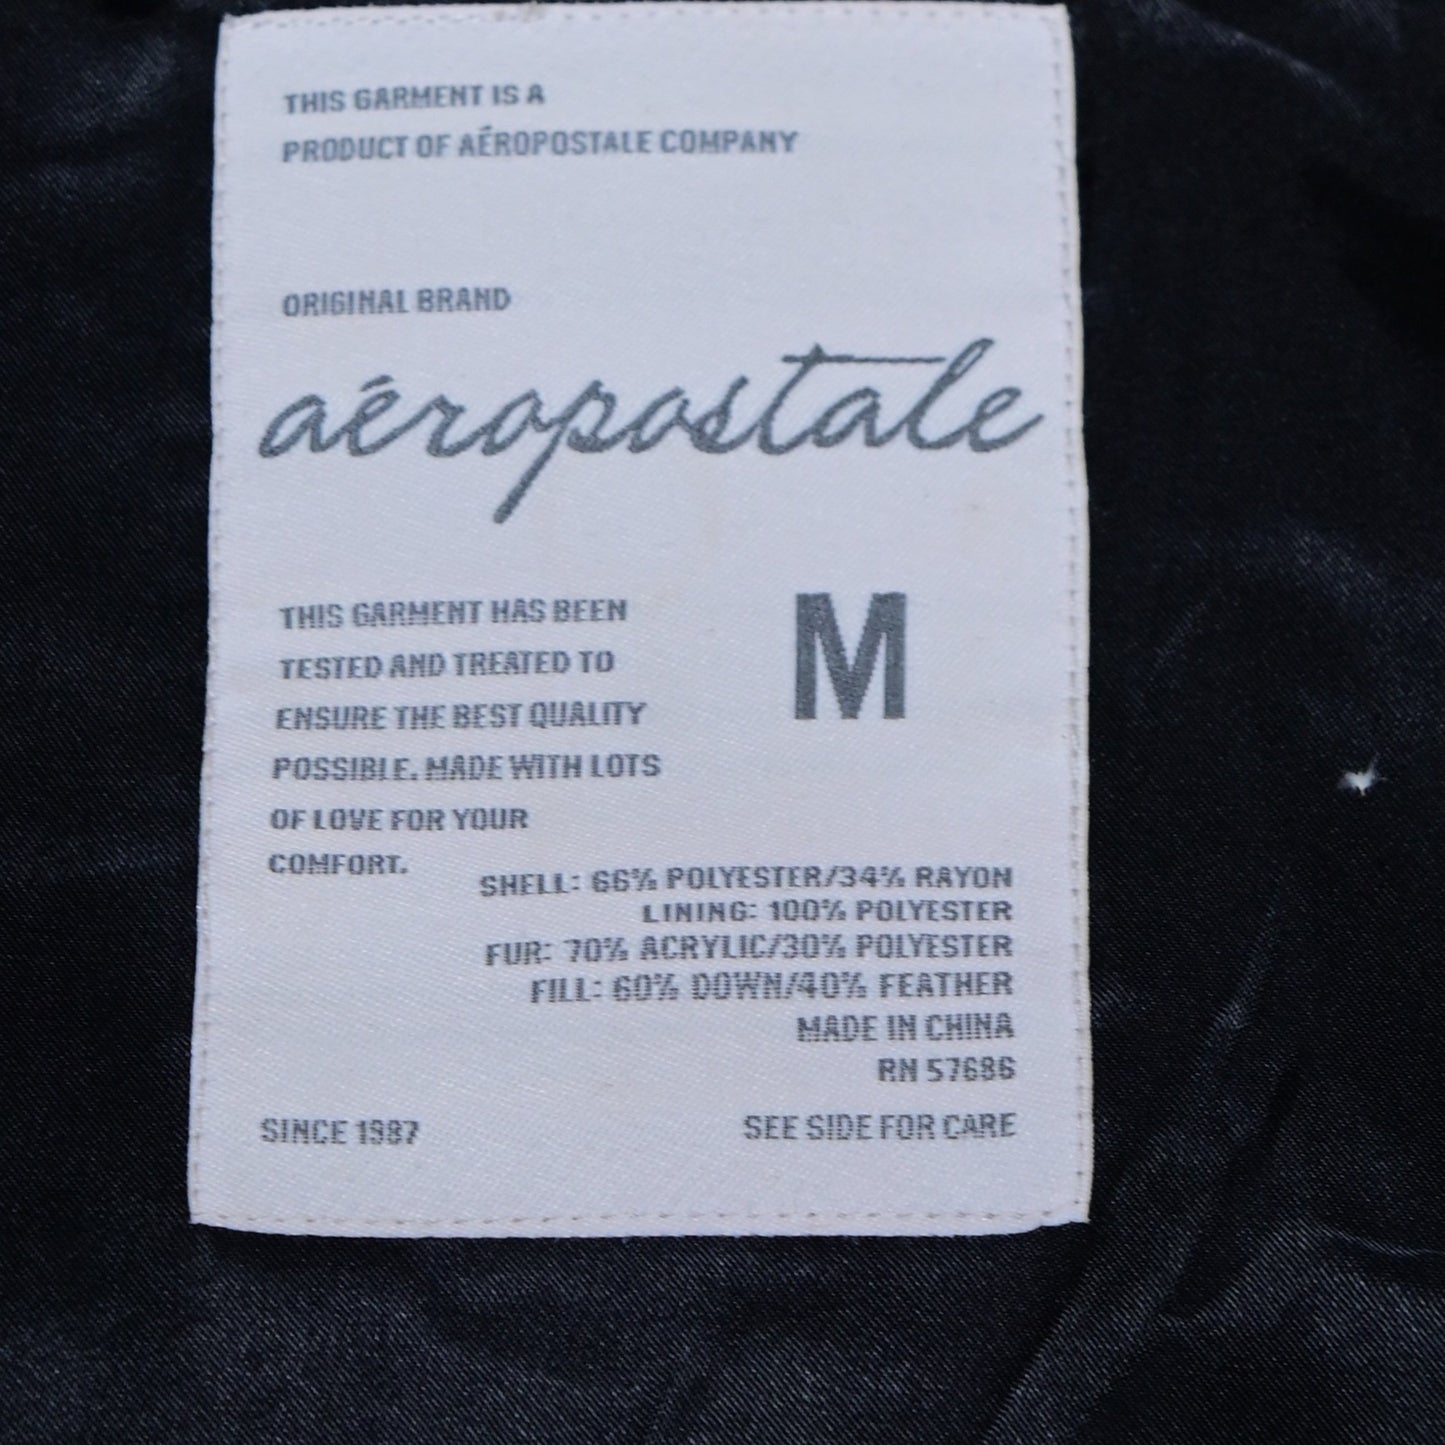 THIS GARMENT IS A
PRODUCT OF AÉROPOSTALE COMPANY
ORIGINAL BRAND
aéropostale
THIS GARMENT HAS BEEN
TESTED AND TREATED TO
ENSURE THE BEST QUALITY
POSSIBLE. MADE WITH LOTS
OF LOVE FOR YOUR
COMFORT.
M
SHELL: 66% POLYESTER/34% RAYON
LINING: 100% POLYESTER
FUR: 70% ACRYLIC/30% POLYESTER
FILL: 60% DOWN/40% FEATHER
MADE IN CHINA
RN 57686
SINCE 1987
SEE SIDE FOR CARE